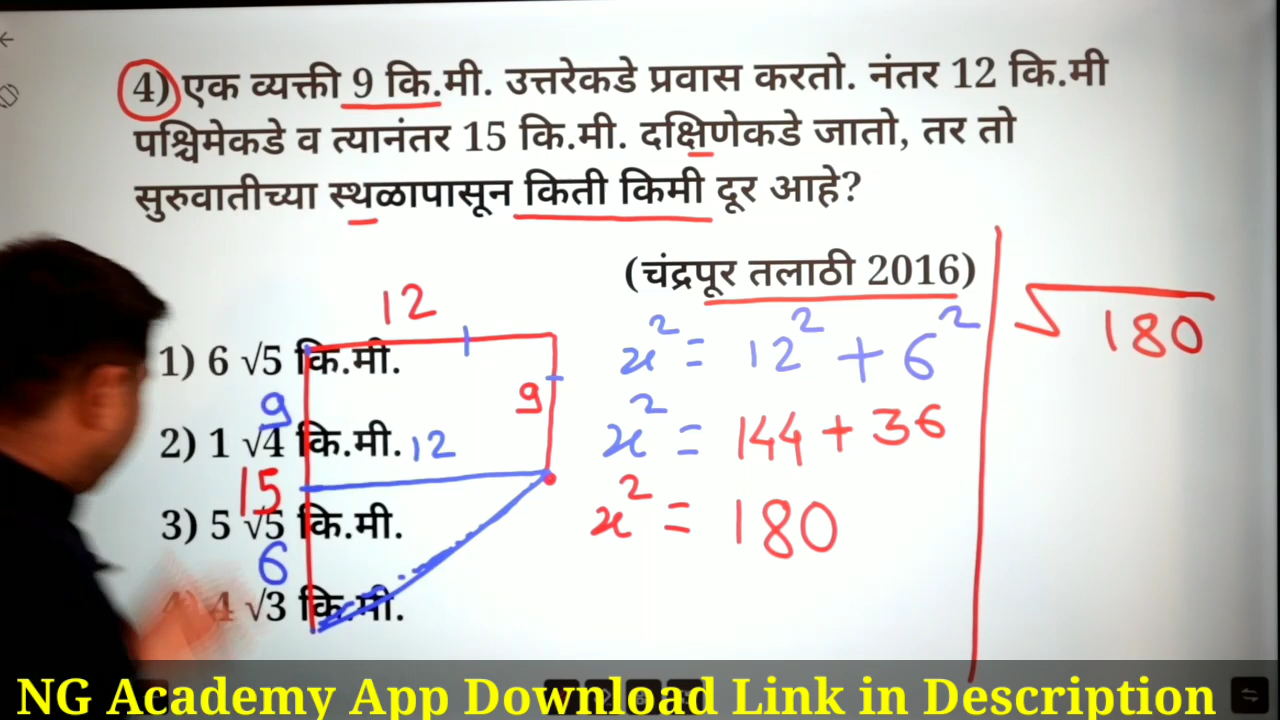 4) एक व्यक्ती 9 कि.मी. उत्तरेकडे प्रवास करतो. नंतर 12 कि.मी
पश्चिमेकडे व त्यानंतर 15 कि.मी. दक्षिणेकडे जातो, तर तो
सुरुवातीच्या स्थळापासून किती किमी दूर आहे?
(चंद्रपूर तलाठी 2016)
1) 6 √5 कि.मी.
2) 1 √4 कि.मी.
3) 5 √5 कि.मी.
4) 4 √3 कि.मी.
12
9
9
12
15
6
x² = 12² + 6²
x² = 144 + 36
x² = 180
√180
NG Academy App Download Link in Description